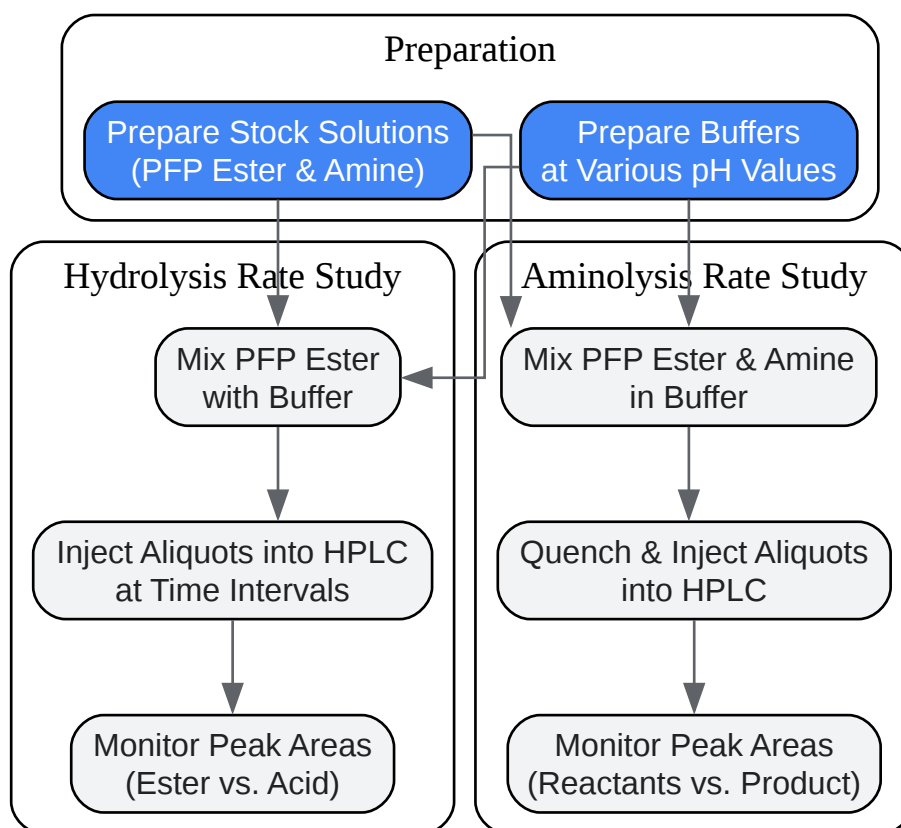 Preparation
Prepare Stock Solutions
(PFP Ester & Amine)
Prepare Buffers
at Various pH Values
Hydrolysis Rate Study
Mix PFP Ester
with Buffer
Inject Aliquots into HPLC
at Time Intervals
Monitor Peak Areas
(Ester vs. Acid)
Aminolysis Rate Study
Mix PFP Ester & Amine
in Buffer
Quench & Inject Aliquots
into HPLC
Monitor Peak Areas
(Reactants vs. Product)